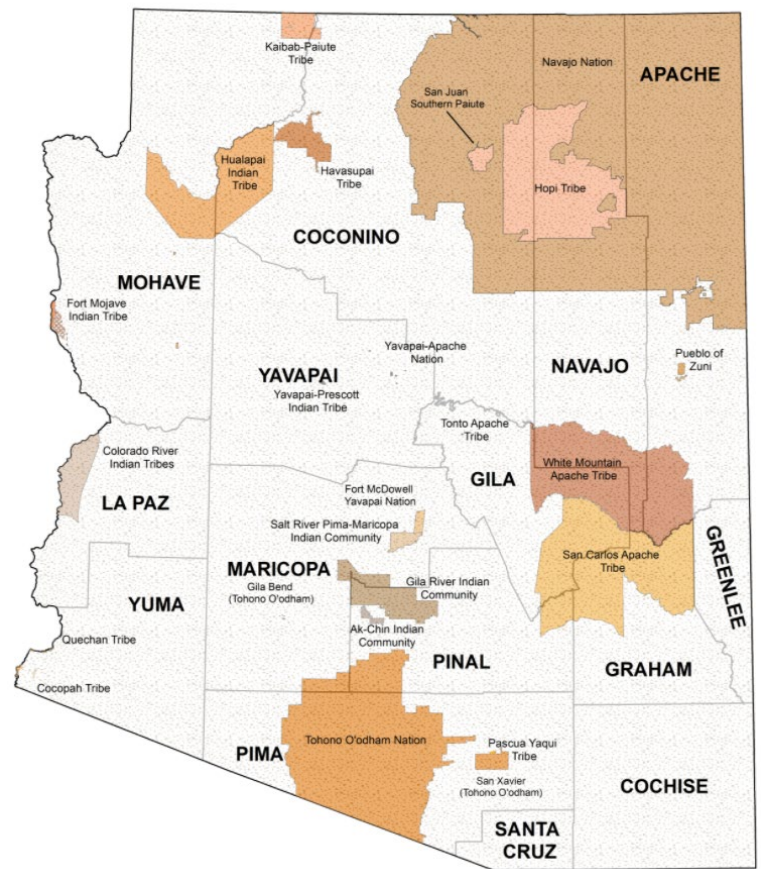 Kaibab-Paiute
Tribe
Navajo Nation
APACHE
San Juan
Southern Paiute
Hualapai
Indian
Tribe
Havasupai
Tribe
Hopi Tribe
COCONINO
MOHAVE
Fort Mojave
Indian Tribe
Yavapai-Apache
Nation
Pueblo of
Zuni
NAVAJO
YAVAPAI
Yavapai-Prescott
Indian Tribe
Tonto Apache
Tribe
Colorado River
Indian Tribes
White Mountain
Apache Tribe
GILA
Fort McDowell
Yavapai Nation
LA PAZ
Salt River Pima-Maricopa
Indian Community
GREENLEE
San Carlos Apache
Tribe
MARICOPA
Gila Bend
(Tohono O'odham)
Gila River Indian
Community
YUMA
Ak-Chin Indian
Community
Quechan Tribe
PINAL
GRAHAM
Cocopah Tribe
Tohono O'odham Nation
PIMA
Pascua Yaqui
Tribe
San Xavier
(Tohono O'odham)
COCHISE
SANTA
CRUZ